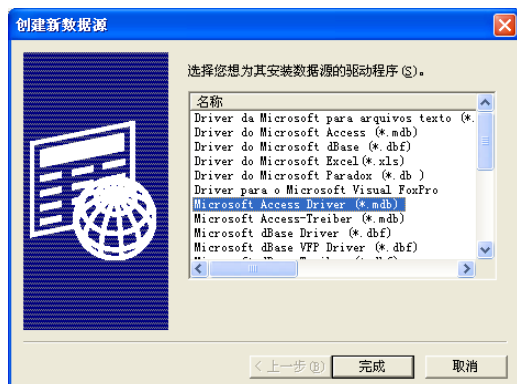 创建新数据源
选择您想为其安装数据源的驱动程序(S)。
名称
Driver da Microsoft para arquivos texto (*.
Driver do Microsoft Access (*.mdb)
Driver do Microsoft dBase (*.dbf)
Driver do Microsoft Excel(*.xls)
Driver do Microsoft Paradox (*.db )
Driver para o Microsoft Visual FoxPro
Microsoft Access Driver (*.mdb)
Microsoft Access-Treiber (*.mdb)
Microsoft dBase Driver (*.dbf)
Microsoft dBase VFP Driver (*.dbf)
<上一步(B) 完成 取消